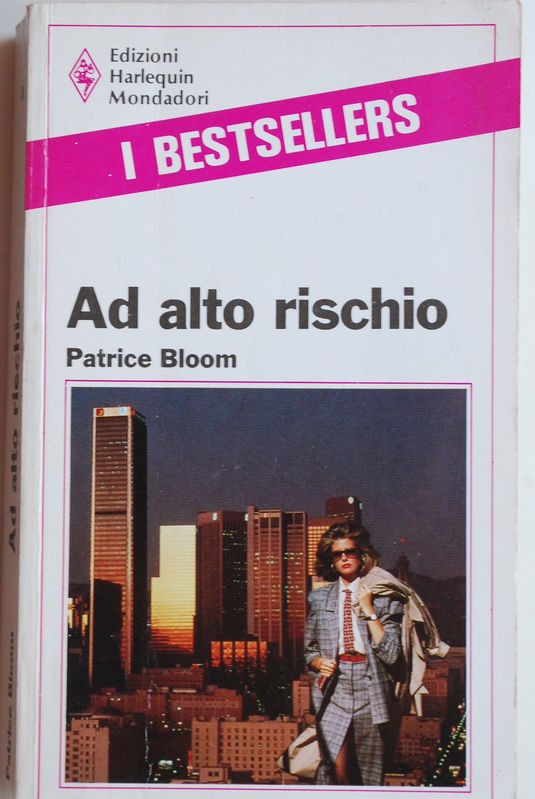 Edizioni
Harlequin
Mondadori
I BESTSELLERS
Ad alto rischio
Patrice Bloom
Ad alto rischio
Patrice Bloom